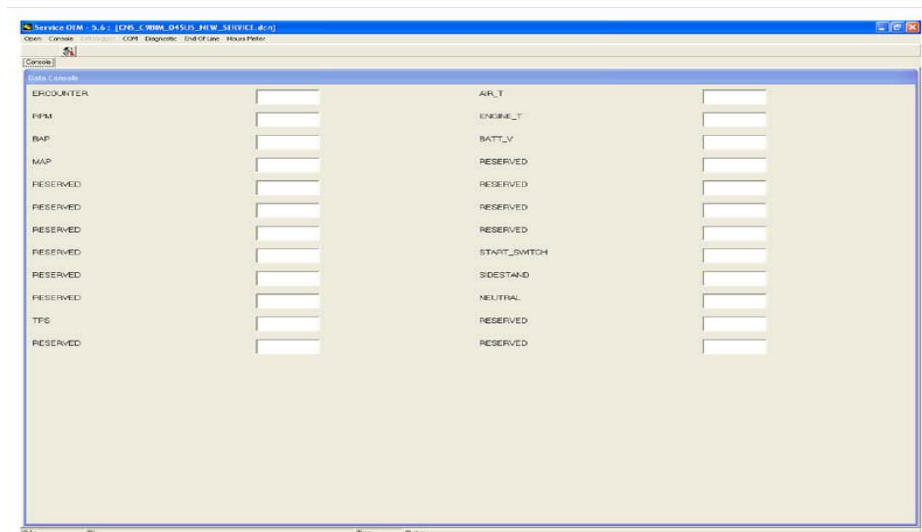 Service OEM - 5.6 : [CNS_C9RIM_045US_NEW_SERVICE.dcn]
Open Console COM Diagnostic End Of Line Hours Meter
Console
Data Console
ERCOUNTER AIR_T
RPM ENGINE_T
BAP BATT_V
MAP RESERVED
RESERVED RESERVED
RESERVED RESERVED
RESERVED RESERVED
RESERVED START_SWITCH
RESERVED SIDESTAND
RESERVED NEUTRAL
TPS RESERVED
RESERVED RESERVED